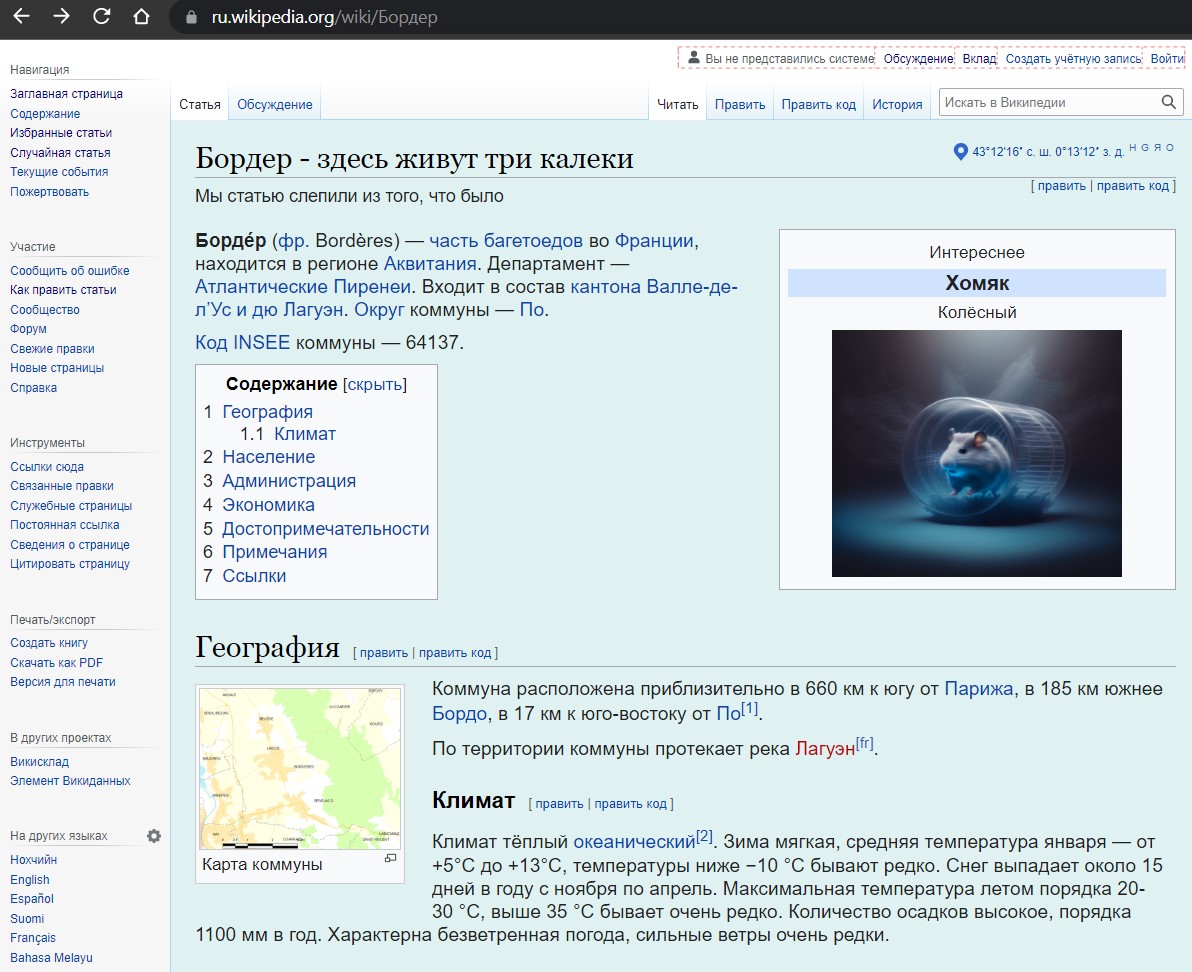 ru.wikipedia.org/wiki/Бордер
Вы не представились системе Обсуждение Вклад Создать учётную запись Войти
Навигация
Заглавная страница
Содержание
Избранные статьи
Случайная статья
Текущие события
Пожертвовать
Участие
Сообщить об ошибке
Как править статьи
Сообщество
Форум
Свежие правки
Новые страницы
Справка
Инструменты
Ссылки сюда
Связанные правки
Служебные страницы
Постоянная ссылка
Сведения о странице
Цитировать страницу
Печать/экспорт
Создать книгу
Скачать как PDF
Версия для печати
В других проектах
Викисклад
Элемент Викиданных
На других языках
Нохчийн
English
Español
Suomi
Français
Bahasa Melayu
Статья Обсуждение Читать Править Править код История Искать в Википедии
Бордер - здесь живут три калеки
43°12′16″ с. ш. 0°13′12″ з. д. H G Я O
[ править | править код ]
Мы статью слепили из того, что было
Борде́р (фр. Bordères) — часть багетоедов во Франции,
находится в регионе Аквитания. Департамент —
Атлантические Пиренеи. Входит в состав кантона Валле-де-
л’Ус и дю Лагуэн. Округ коммуны — По.
Код INSEE коммуны — 64137.
Интереснее
Хомяк
Колёсный
Содержание [скрыть]
1 География
1.1 Климат
2 Население
3 Администрация
4 Экономика
5 Достопримечательности
6 Примечания
7 Ссылки
География [ править | править код ]
Карта коммуны
Коммуна расположена приблизительно в 660 км к югу от Парижа, в 185 км южнее
Бордо, в 17 км к юго-востоку от По[1].
По территории коммуны протекает река Лагуэн[fr].
Климат [ править | править код ]
Климат тёплый океанический[2]. Зима мягкая, средняя температура января — от
+5°C до +13°C, температуры ниже −10 °C бывают редко. Снег выпадает около 15
дней в году с ноября по апрель. Максимальная температура летом порядка 20-
30 °C, выше 35 °C бывает очень редко. Количество осадков высокое, порядка
1100 мм в год. Характерна безветренная погода, сильные ветры очень редки.